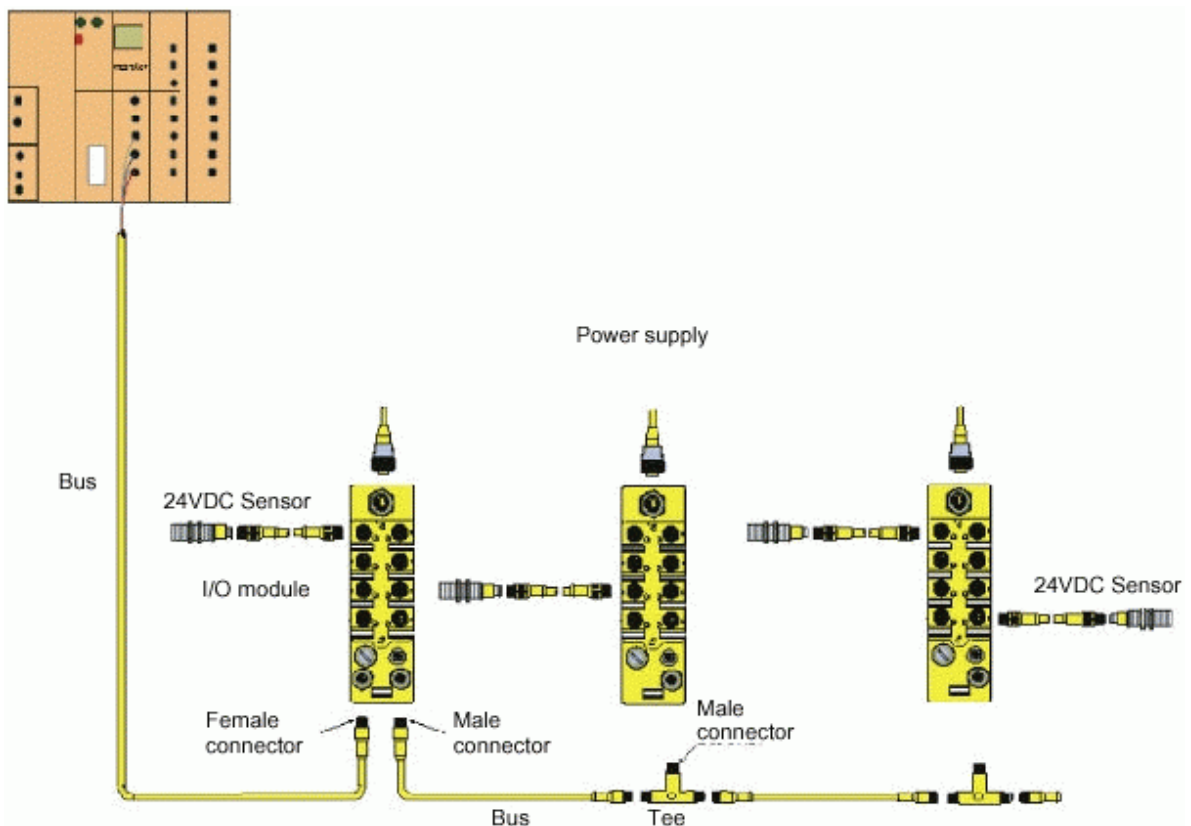 Power supply
Bus
24VDC Sensor
I/O module
24VDC Sensor
Female
connector
Male
connector
Male
connector
Bus
Tee